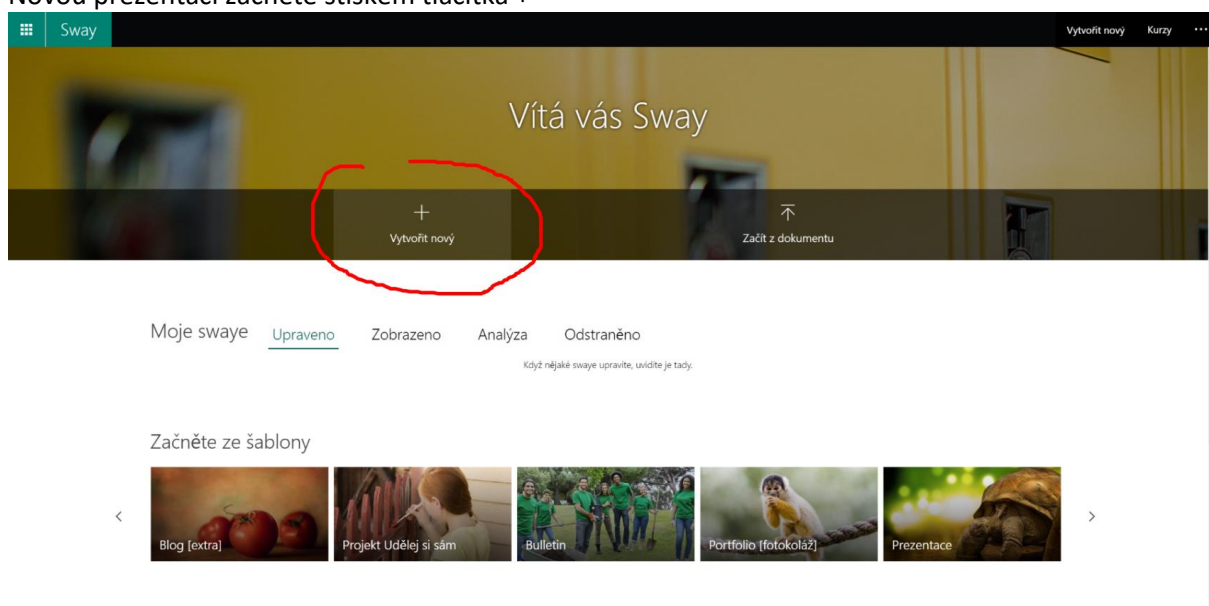 Novou prezentaci začnete stiskem tlačítka +
Sway
Vytvořit nový
Kurzy
Vítá vás Sway
Vytvořit nový
Začít z dokumentu
Moje swaye
Upraveno
Zobrazeno
Analýza
Odstraněno
Když nějaké swaye upravíte, uvidíte je tady.
Začněte ze šablony
Blog [extra]
Projekt Udělej si sám
Bulletin
Portfolio [fotokoláž]
Prezentace